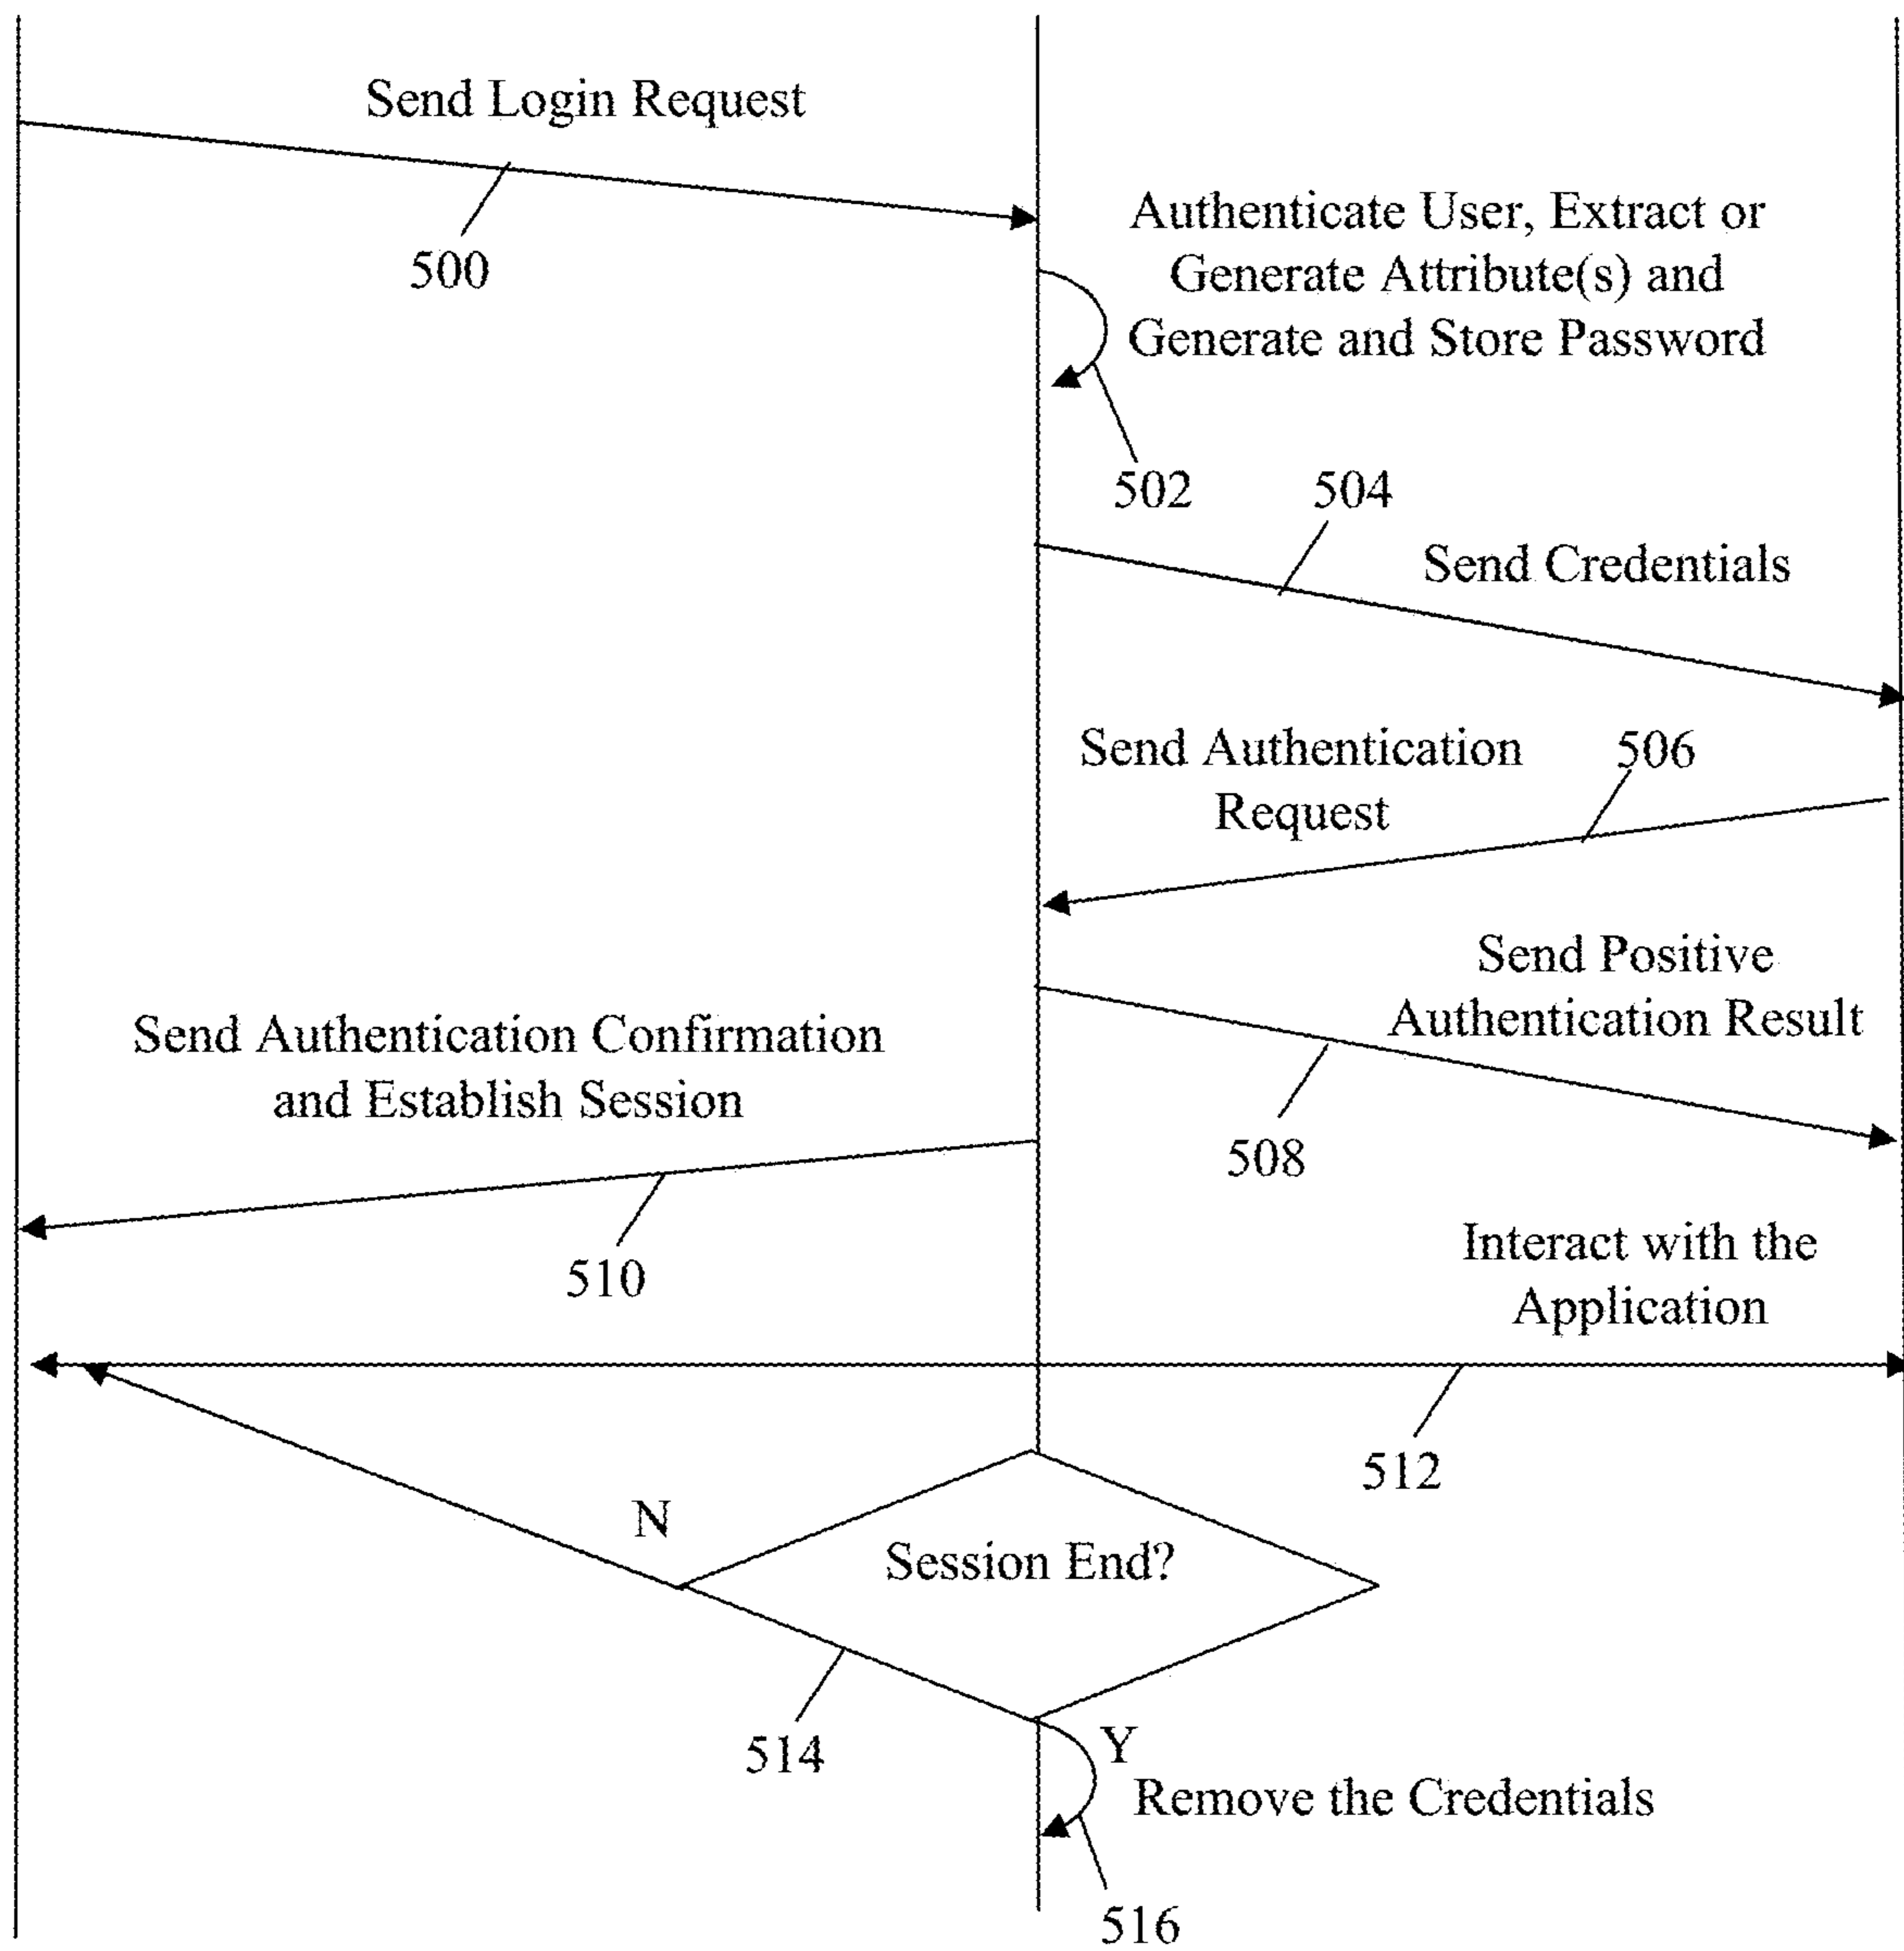 Send Login Request
500
Authenticate User, Extract or
Generate Attribute(s) and
Generate and Store Password
502
504
Send Credentials
Send Authentication
Request
506
Send Positive
Authentication Result
508
Send Authentication Confirmation
and Establish Session
510
Interact with the
Application
512
N
Session End?
514
Y
Remove the Credentials
516